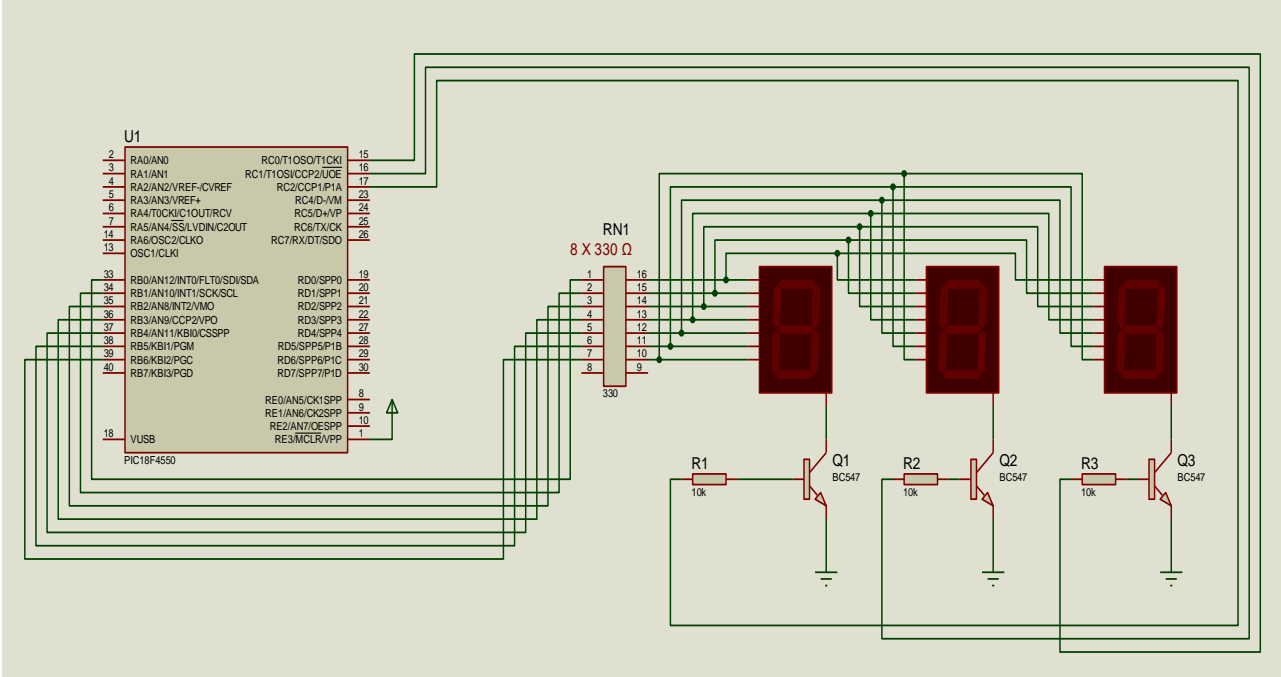 U1
2 RA0/AN0 RC0/T1OSO/T1CKI 15
3 RA1/AN1 RC1/T1OSI/CCP2/UOE 16
4 RA2/AN2/VREF-/CVREF RC2/CCP1/P1A 17
5 RA3/AN3/VREF+ RC4/D-/VM 23
6 RA4/T0CKI/C1OUT/RCV RC5/D+/VP 24
7 RA5/AN4/SS/LVDIN/C2OUT RC6/TX/CK 25
14 RA6/OSC2/CLKO RC7/RX/DT/SDO 26
13 OSC1/CLKI
33 RB0/AN12/INT0/FLT0/SDI/SDA RD0/SPP0 19
34 RB1/AN10/INT1/SCK/SCL RD1/SPP1 20
35 RB2/AN8/INT2/VMO RD2/SPP2 21
36 RB3/AN9/CCP2/VPO RD3/SPP3 22
37 RB4/AN11/KBI0/CSSPP RD4/SPP4 27
38 RB5/KBI1/PGM RD5/SPP5/P1B 28
39 RB6/KBI2/PGC RD6/SPP6/P1C 29
40 RB7/KBI3/PGD RD7/SPP7/P1D 30
RE0/AN5/CK1SPP 8
RE1/AN6/CK2SPP 9
RE2/AN7/OESPP 10
18 VUSB RE3/MCLR/VPP 1
PIC18F4550
RN1
8 X 330 Ω
1 16
2 15
3 14
4 13
5 12
6 11
7 10
8 9
330
R1
10k
Q1
BC547
R2
10k
Q2
BC547
R3
10k
Q3
BC547